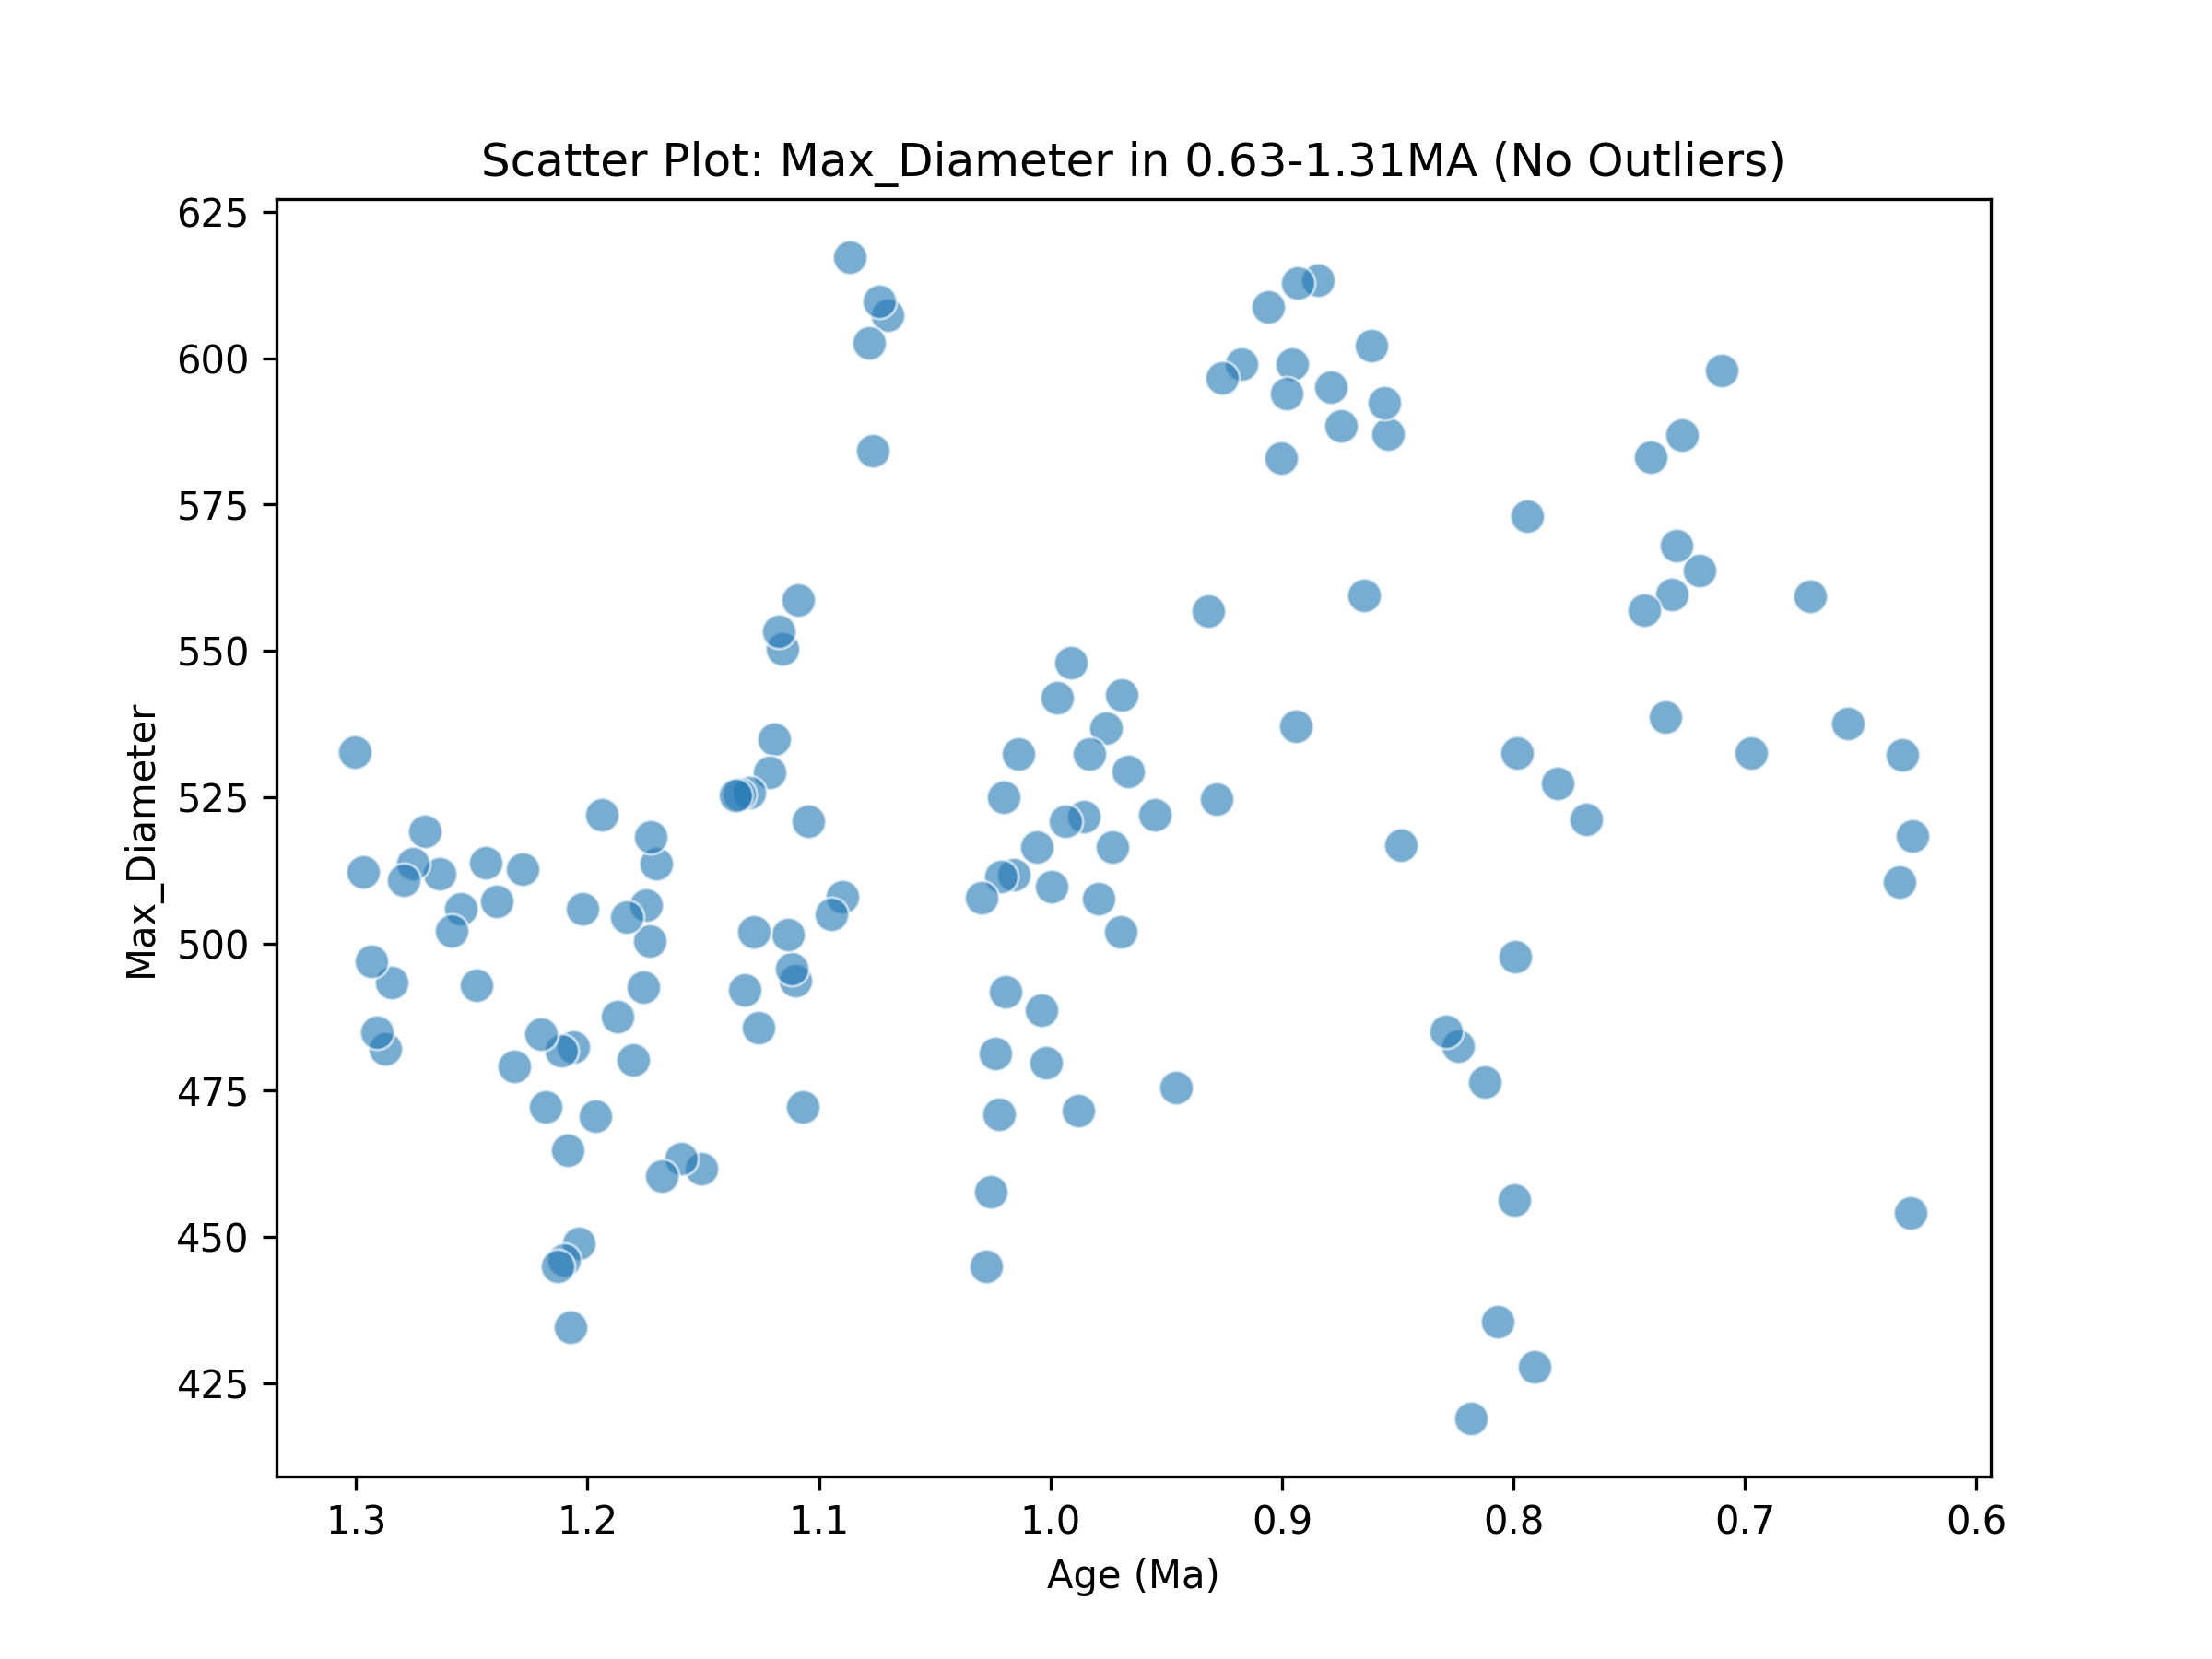 Scatter Plot: Max_Diameter in 0.63-1.31MA (No Outliers)
625
600
575
550
525
500
475
450
425
Max_Diameter
1.3 1.2 1.1 1.0 0.9 0.8 0.7 0.6
Age (Ma)